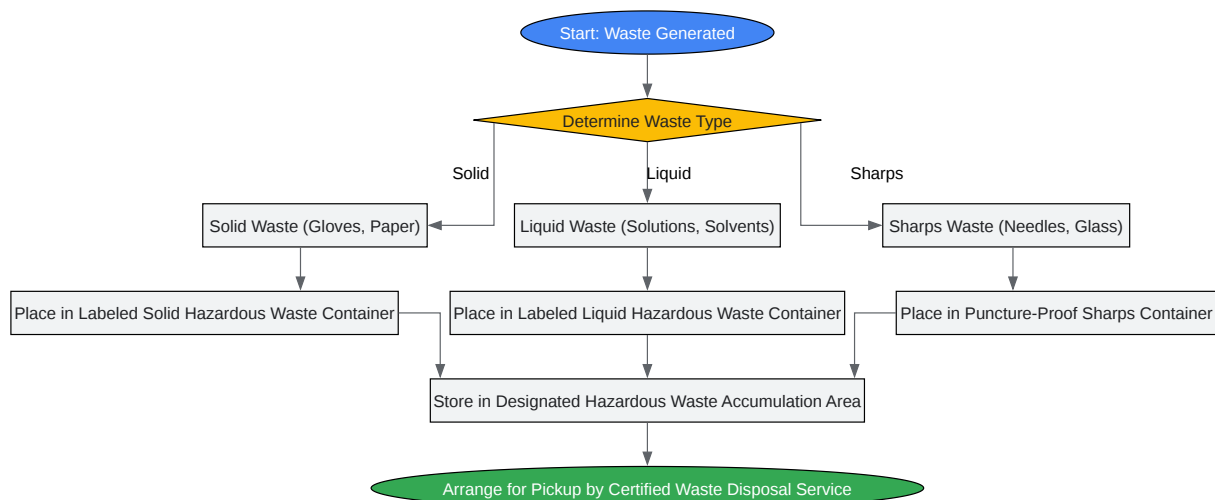 Start: Waste Generated
Determine Waste Type
Solid
Liquid
Sharps
Solid Waste (Gloves, Paper)
Liquid Waste (Solutions, Solvents)
Sharps Waste (Needles, Glass)
Place in Labeled Solid Hazardous Waste Container
Place in Labeled Liquid Hazardous Waste Container
Place in Puncture-Proof Sharps Container
Store in Designated Hazardous Waste Accumulation Area
Arrange for Pickup by Certified Waste Disposal Service